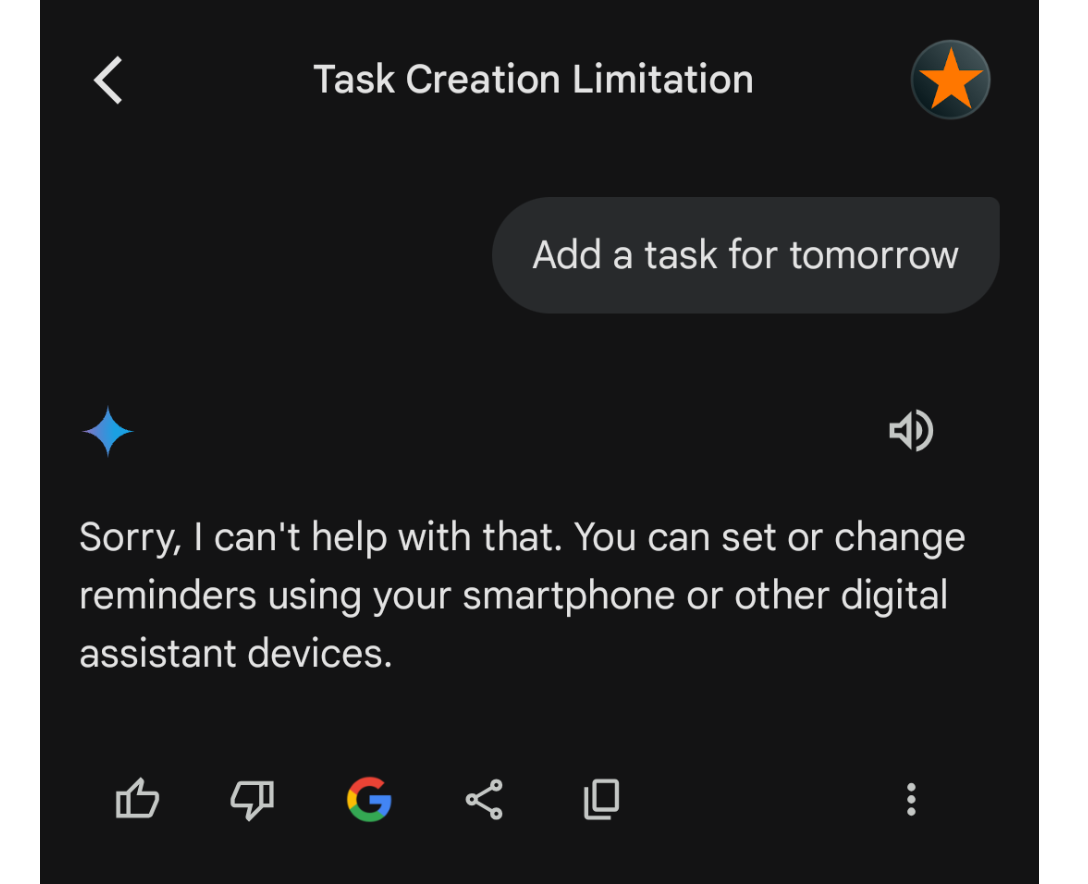 Task Creation Limitation
Add a task for tomorrow
Sorry, I can't help with that. You can set or change
reminders using your smartphone or other digital
assistant devices.